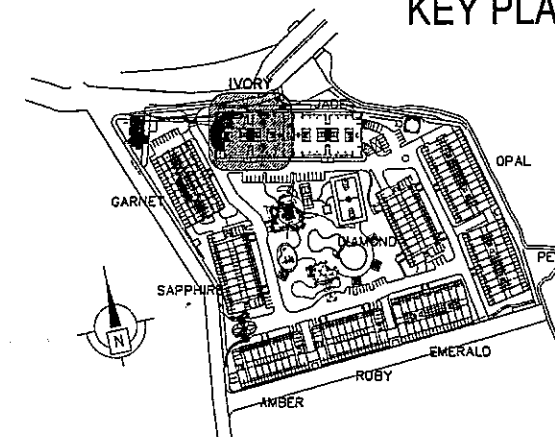 KEY PLA
IVORY
JADE
OPAL
GARNET
DIAMOND
PE
SAPPHIRE
N
EMERALD
RUBY
AMBER